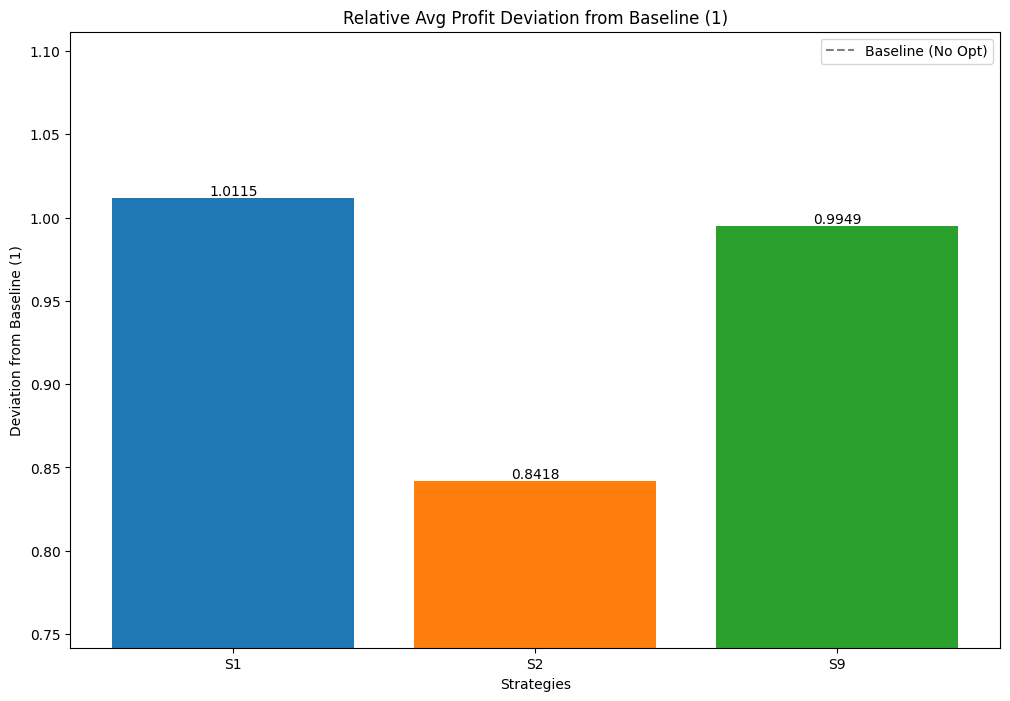 Relative Avg Profit Deviation from Baseline (1)
Baseline (No Opt)
Deviation from Baseline (1)
1.10
1.05
1.00
0.95
0.90
0.85
0.80
0.75
1.0115
0.8418
0.9949
S1
S2
S9
Strategies